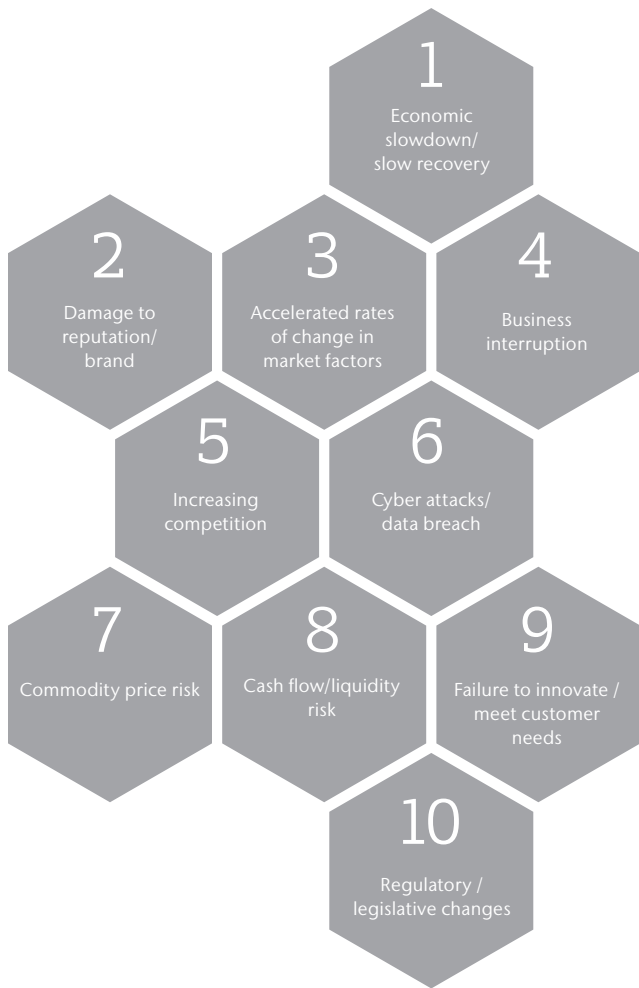 1
Economic
slowdown/
slow recovery
2
Damage to
reputation/
brand
3
Accelerated rates
of change in
market factors
4
Business
interruption
5
Increasing
competition
6
Cyber attacks/
data breach
7
Commodity price risk
8
Cash flow/liquidity
risk
9
Failure to innovate /
meet customer
needs
10
Regulatory /
legislative changes